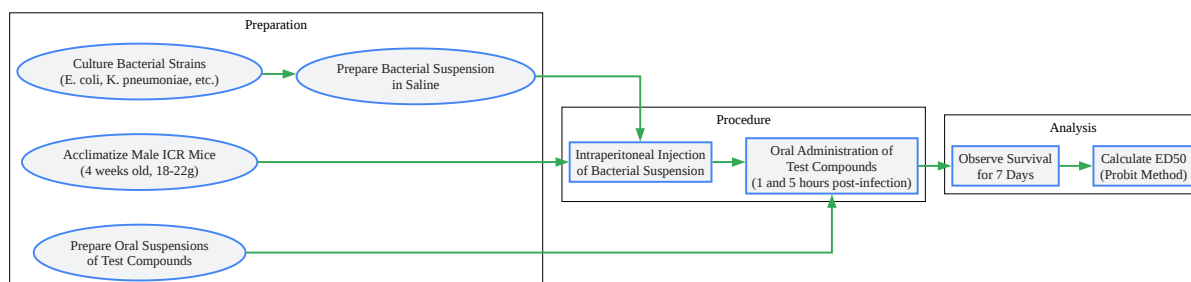 Preparation
Culture Bacterial Strains
(E. coli, K. pneumoniae, etc.)
Prepare Bacterial Suspension
in Saline
Acclimatize Male ICR Mice
(4 weeks old, 18-22g)
Prepare Oral Suspensions
of Test Compounds
Procedure
Intraperitoneal Injection
of Bacterial Suspension
Oral Administration of
Test Compounds
(1 and 5 hours post-infection)
Analysis
Observe Survival
for 7 Days
Calculate ED50
(Probit Method)